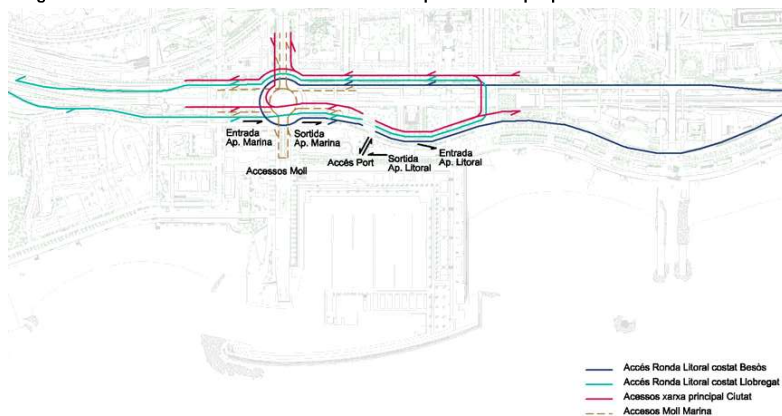 Entrada
Ap. Marina
Sortida
Ap. Marina
Accessos Moll
Accés Port
Sortida
Ap. Litoral
Entrada
Ap. Litoral
Accés Ronda Litoral costat Besòs
Accés Ronda Litoral costat Llobregat
Acessos xarxa principal Ciutat
Accesos Moll Marina